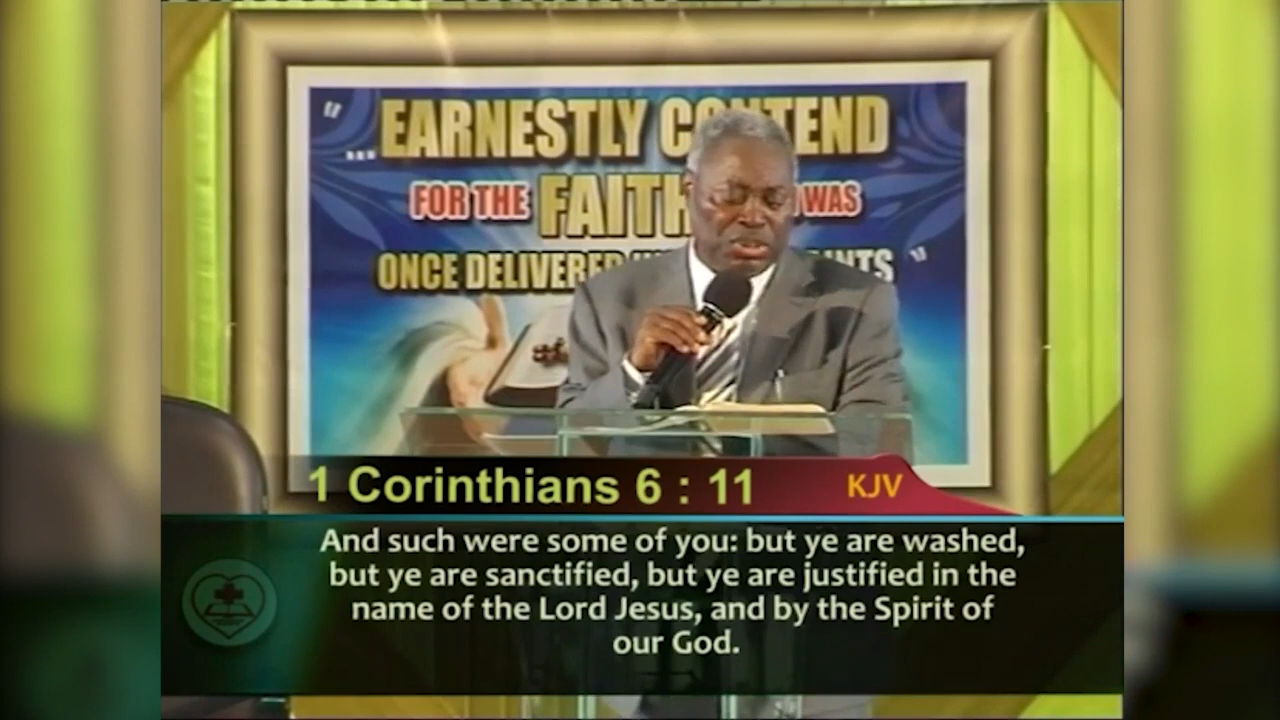 "
...EARNESTLY CONTEND
FOR THE FAITH WAS
ONCE DELIVERED
"
1 Corinthians 6 : 11 KJV
And such were some of you: but ye are washed,
but ye are sanctified, but ye are justified in the
name of the Lord Jesus, and by the Spirit of
our God.